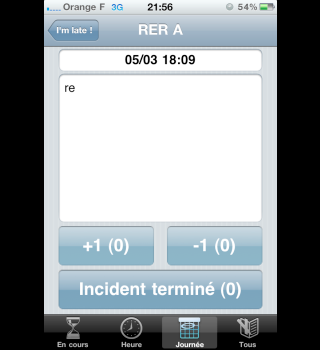 Orange F 3G 21:56 54%
I'm late !
RER A
05/03 18:09
re
+1 (0) -1 (0)
Incident terminé (0)
En cours Heure Journée Tous